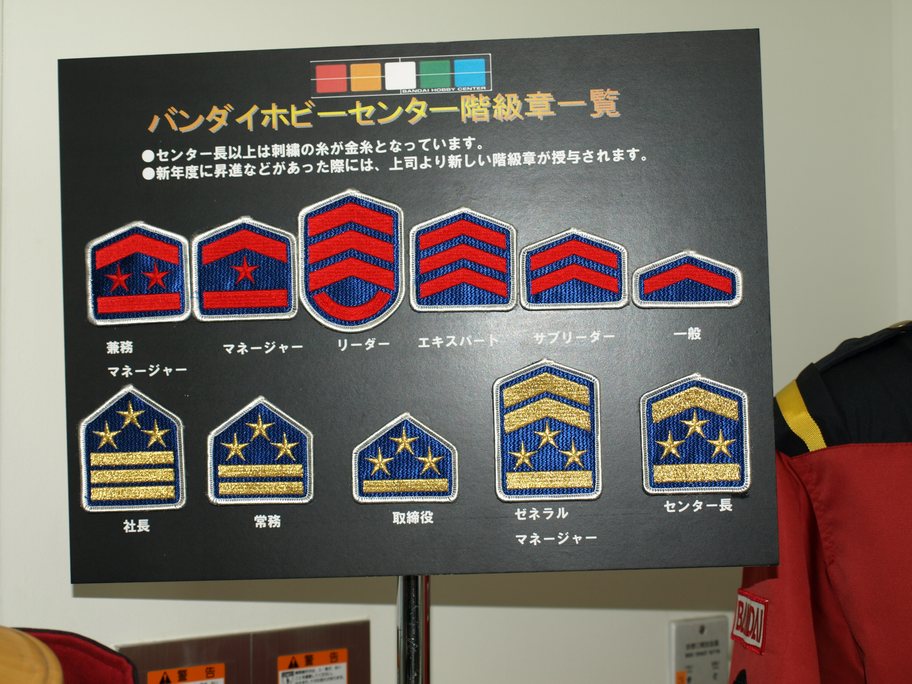 BANDAI HOBBY CENTER
バンダイホビーセンター階級章一覧
●センター長以上は刺繍の糸が金糸となっています。
●新年度に昇進などがあった際には、上司より新しい階級章が授与されます。
兼務
マネージャー
マネージャー
リーダー
エキスパート
サブリーダー
一般
社長
常務
取締役
ゼネラル
マネージャー
センター長
BANDAI
警告
警告